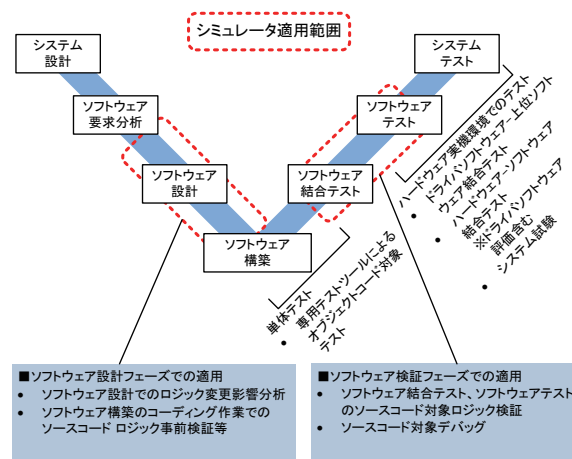 シミュレータ適用範囲
システム
設計
システム
テスト
ソフトウェア
要求分析
ソフトウェア
テスト
ソフトウェア
設計
ソフトウェア
結合テスト
ソフトウェア
構築
単体テスト
• 専用テストツールによる
オブジェクトコード対象
テスト
ハードウェア実機環境でのテスト
• ドライバソフトウェア-上位ソフト
ウェア結合テスト
• ハードウェア-ソフトウェア
結合テスト
※ドライバソフトウェア
評価含む
• システム試験
■ソフトウェア設計フェーズでの適用
• ソフトウェア設計でのロジック変更影響分析
• ソフトウェア構築のコーディング作業での
ソースコード ロジック事前検証等
■ソフトウェア検証フェーズでの適用
• ソフトウェア結合テスト、ソフトウェアテスト
のソースコード対象ロジック検証
• ソースコード対象デバッグ